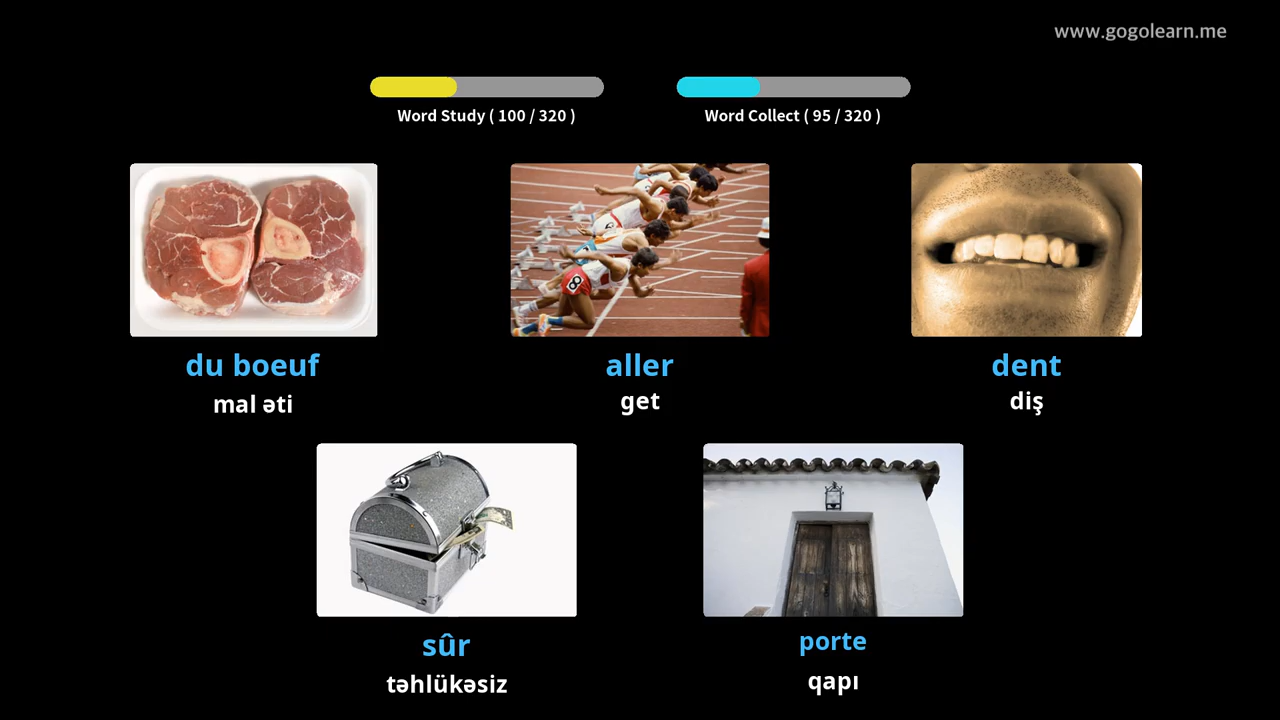 www.gogolearn.me
Word Study ( 100 / 320 )
Word Collect ( 95 / 320 )
du boeuf
mal əti
aller
get
dent
diş
sûr
təhlükəsiz
porte
qapı